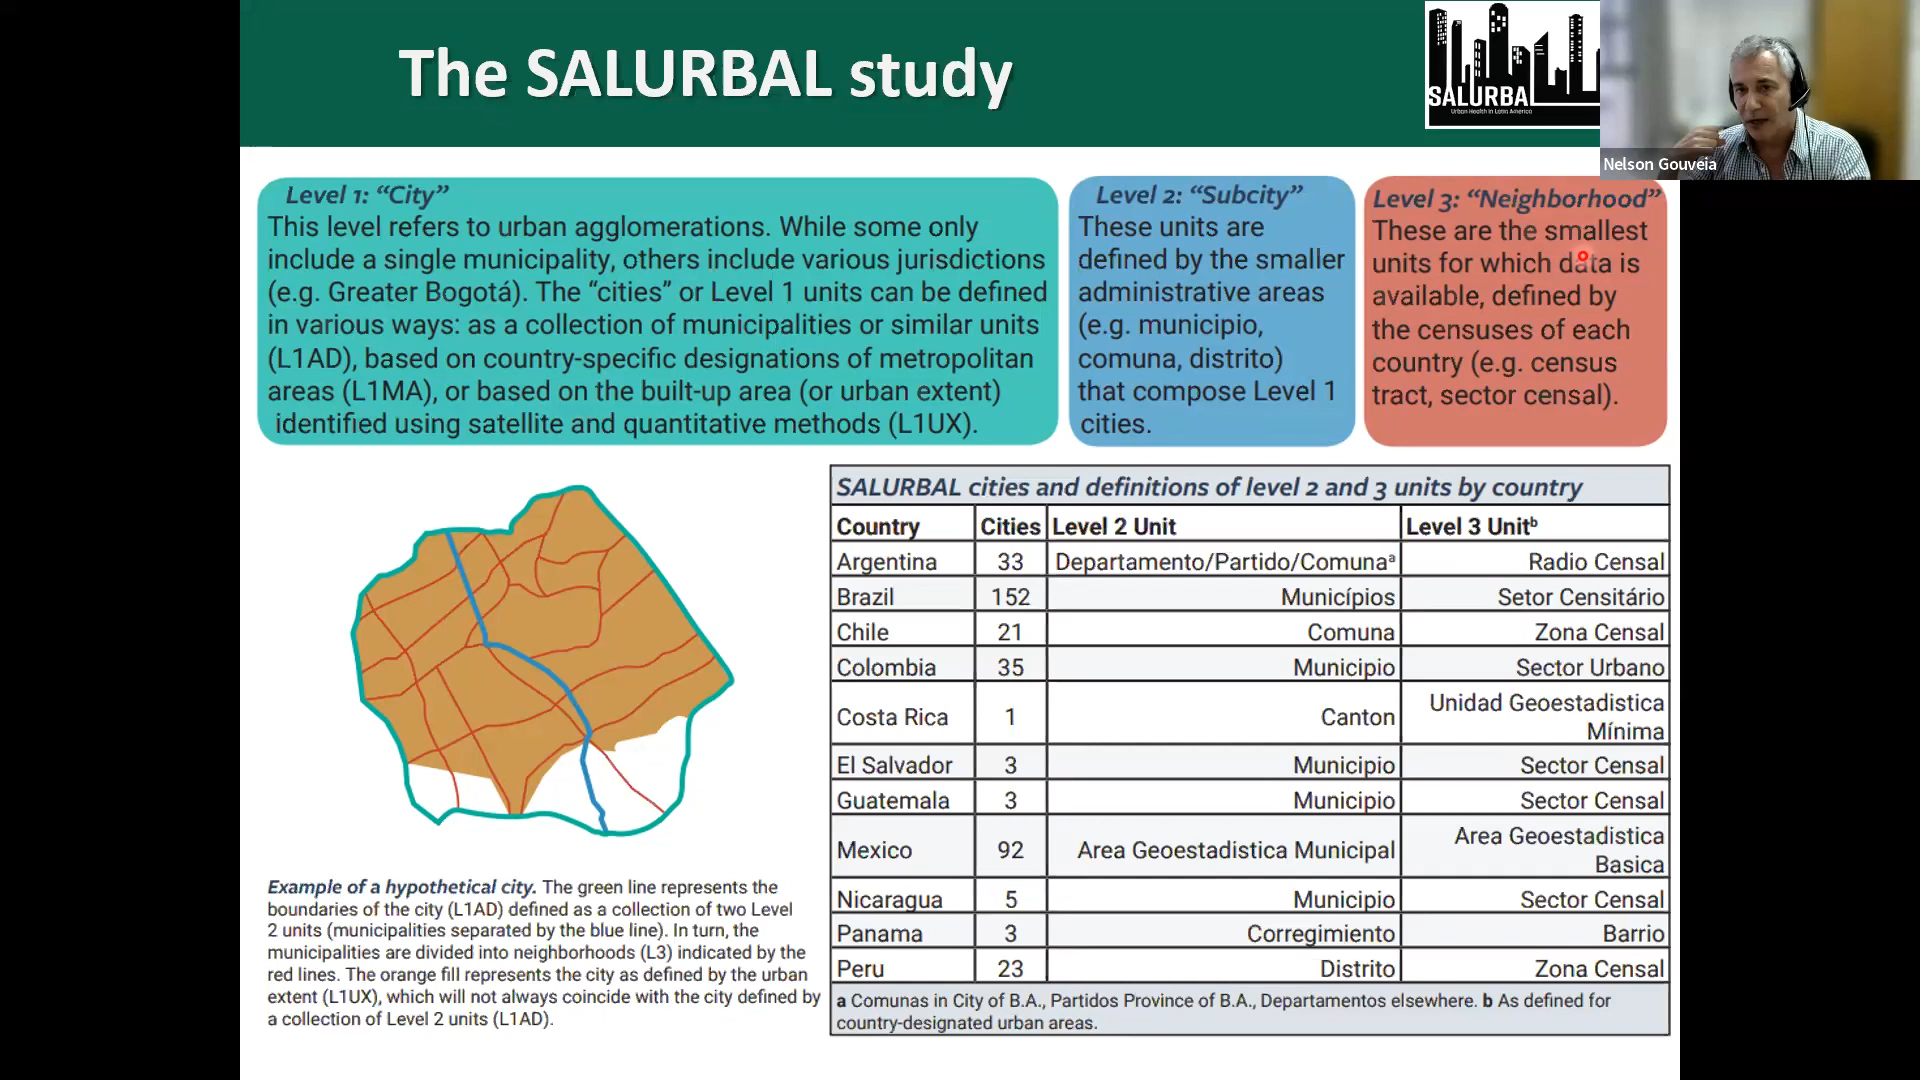 The SALURBAL study
SALURBAL
Urban Health in Latin America
Nelson Gouveia
Level 1: “City”
This level refers to urban agglomerations. While some only
include a single municipality, others include various jurisdictions
(e.g. Greater Bogotá). The “cities” or Level 1 units can be defined
in various ways: as a collection of municipalities or similar units
(L1AD), based on country-specific designations of metropolitan
areas (L1MA), or based on the built-up area (or urban extent)
identified using satellite and quantitative methods (L1UX).
Level 2: “Subcity”
These units are
defined by the smaller
administrative areas
(e.g. municipio,
comuna, distrito)
that compose Level 1
cities.
Level 3: “Neighborhood”
These are the smallest
units for which data is
available, defined by
the censuses of each
country (e.g. census
tract, sector censal).
Example of a hypothetical city. The green line represents the
boundaries of the city (L1AD) defined as a collection of two Level
2 units (municipalities separated by the blue line). In turn, the
municipalities are divided into neighborhoods (L3) indicated by the
red lines. The orange fill represents the city as defined by the urban
extent (L1UX), which will not always coincide with the city defined by
a collection of Level 2 units (L1AD).
SALURBAL cities and definitions of level 2 and 3 units by country
Country Cities Level 2 Unit Level 3 Unitᵇ
Argentina 33 Departamento/Partido/Comunaᵃ Radio Censal
Brazil 152 Municípios Setor Censitário
Chile 21 Comuna Zona Censal
Colombia 35 Municipio Sector Urbano
Costa Rica 1 Canton Unidad Geoestadistica
Mínima
El Salvador 3 Municipio Sector Censal
Guatemala 3 Municipio Sector Censal
Mexico 92 Area Geoestadistica Municipal Area Geoestadistica
Basica
Nicaragua 5 Municipio Sector Censal
Panama 3 Corregimiento Barrio
Peru 23 Distrito Zona Censal
a Comunas in City of B.A., Partidos Province of B.A., Departamentos elsewhere. b As defined for
country-designated urban areas.